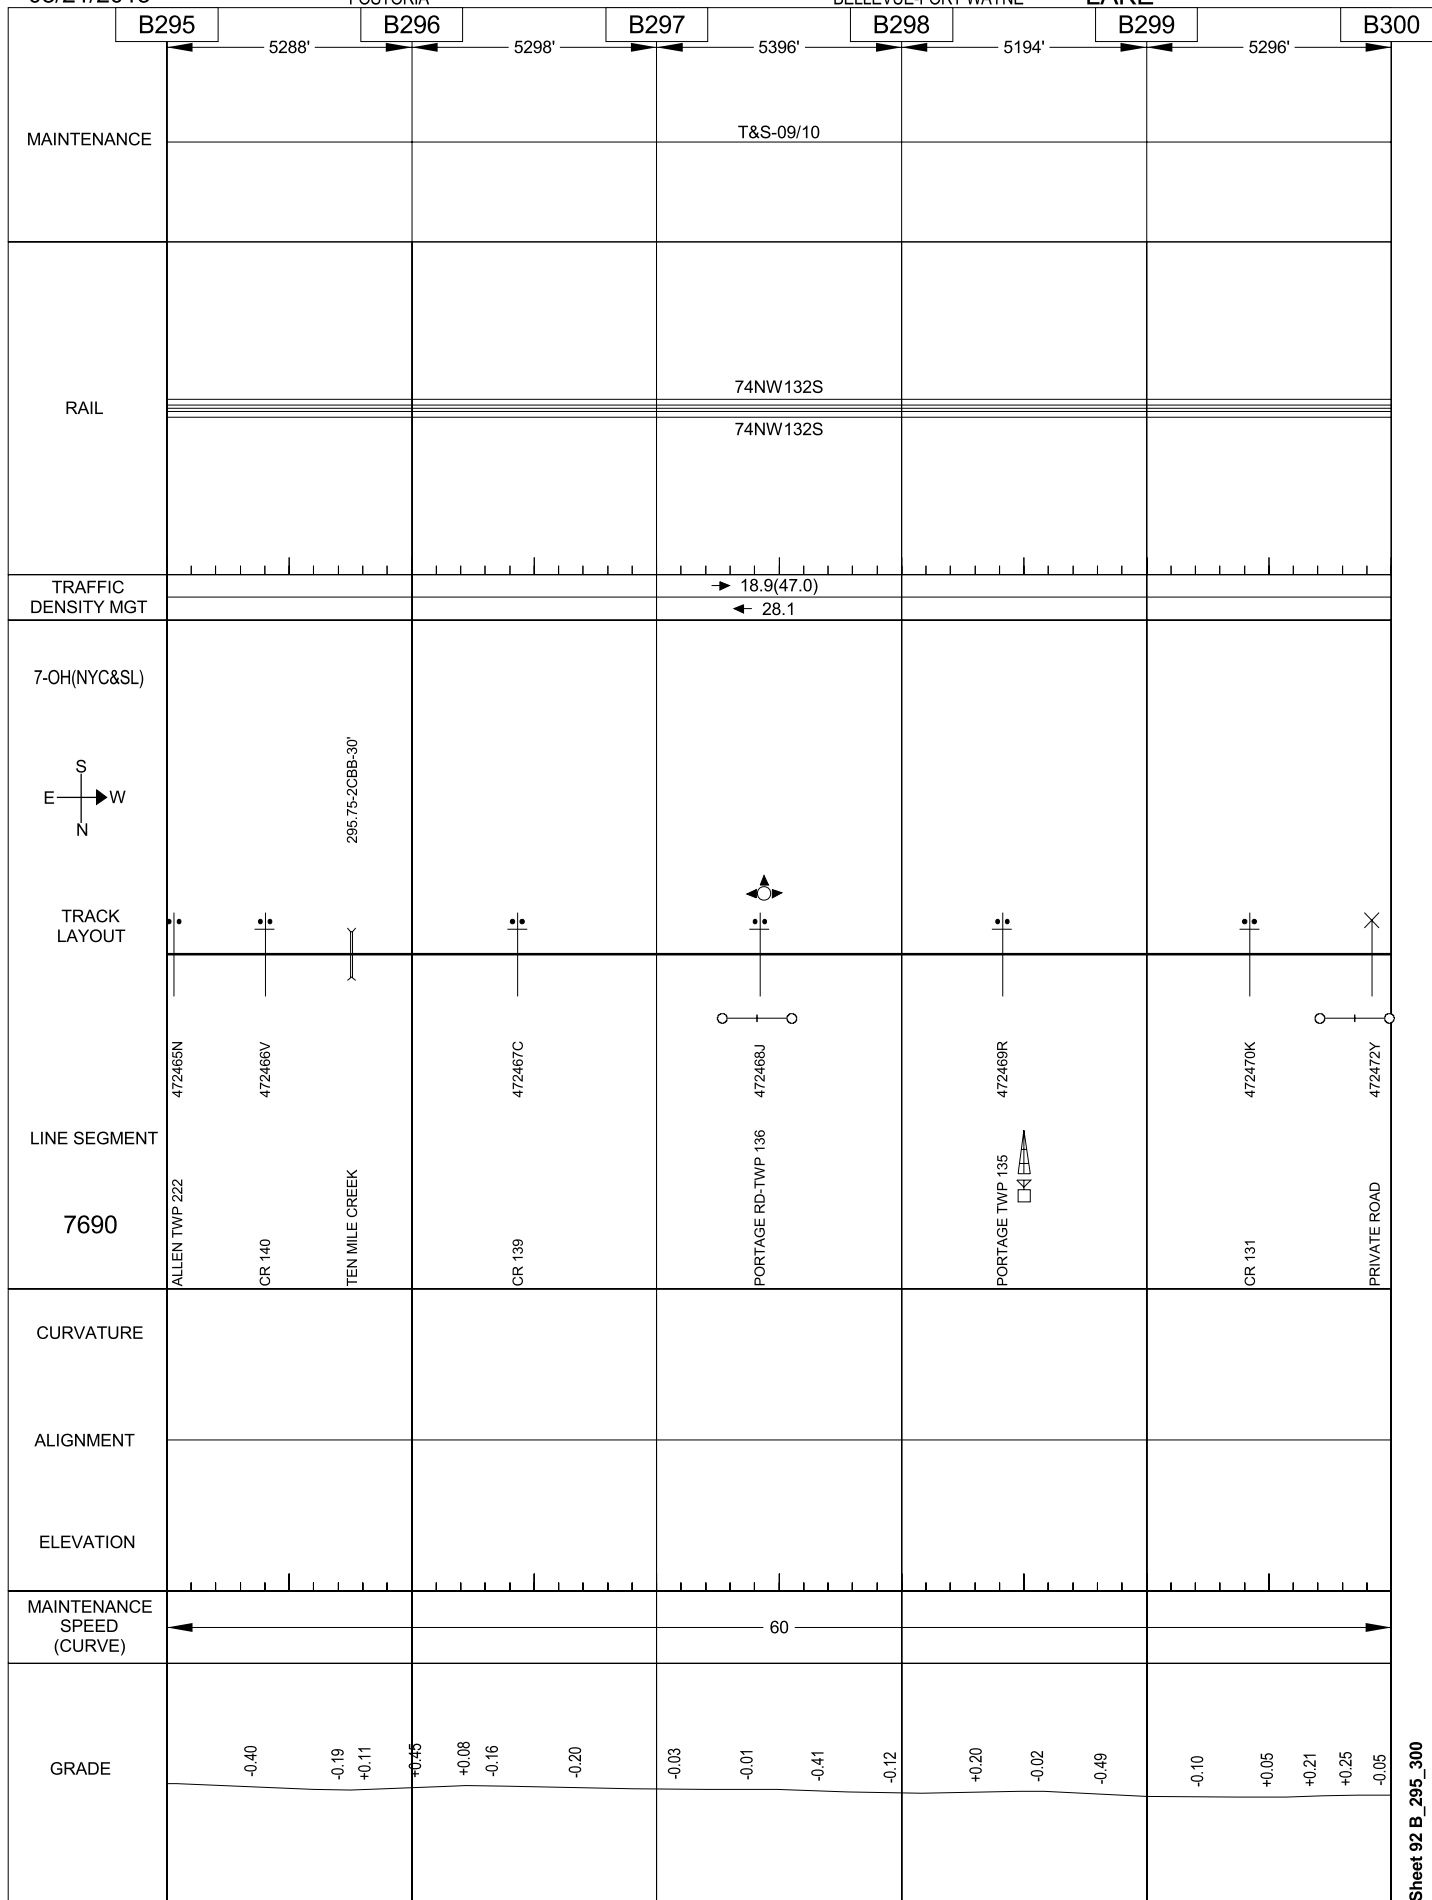 B295 B296 B297 B298 B299 B300
5288' 5298' 5396' 5194' 5296'
MAINTENANCE
T&S-09/10
RAIL
74NW132S
74NW132S
TRAFFIC
DENSITY MGT
18.9(47.0)
28.1
7-OH(NYC&SL)
S
E W
N
295.75-2CBB-30'
TRACK
LAYOUT
472465N 472466V 472467C 472468J 472469R 472470K 472472Y
LINE SEGMENT
7690
ALLEN TWP 222
CR 140
TEN MILE CREEK
CR 139
PORTAGE RD-TWP 136
PORTAGE TWP 135
CR 131
PRIVATE ROAD
CURVATURE
ALIGNMENT
ELEVATION
MAINTENANCE
SPEED
(CURVE)
60
GRADE
-0.40 -0.19 +0.11 +0.45 +0.08 -0.16 -0.20 -0.03 -0.01 -0.41 -0.12 +0.20 -0.02 -0.49 -0.10 +0.05 +0.21 +0.25 -0.05
Sheet 92 B_295_300